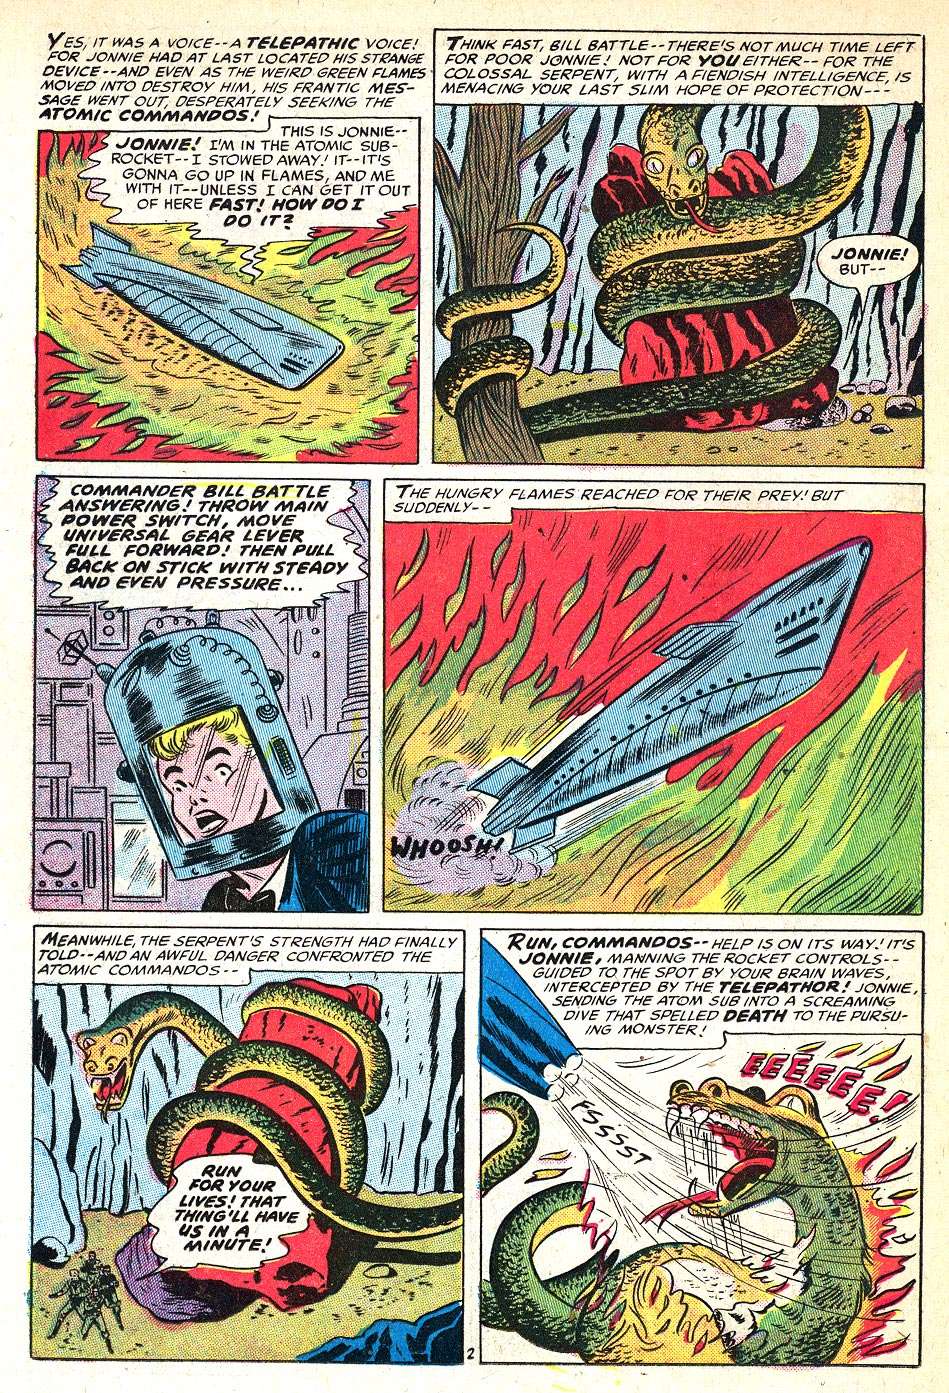 YES, IT WAS A VOICE--A TELEPATHIC VOICE!
FOR JONNIE HAD AT LAST LOCATED HIS STRANGE
DEVICE--AND EVEN AS THE WEIRD GREEN FLAMES
MOVED INTO DESTROY HIM, HIS FRANTIC MES-
SAGE WENT OUT, DESPERATELY SEEKING THE
ATOMIC COMMANDOS!
THIS IS JONNIE--
JONNIE! I'M IN THE ATOMIC SUB-
ROCKET--I STOWED AWAY! IT--IT'S
GONNA GO UP IN FLAMES, AND ME
WITH IT--UNLESS I CAN GET IT OUT
OF HERE FAST! HOW DO I
DO IT?
THINK FAST, BILL BATTLE--THERE'S NOT MUCH TIME LEFT
FOR POOR JONNIE! NOT FOR YOU EITHER--FOR THE
COLOSSAL SERPENT, WITH A FIENDISH INTELLIGENCE, IS
MENACING YOUR LAST SLIM HOPE OF PROTECTION---
JONNIE!
BUT--
COMMANDER BILL BATTLE
ANSWERING! THROW MAIN
POWER SWITCH, MOVE
UNIVERSAL GEAR LEVER
FULL FORWARD! THEN PULL
BACK ON STICK WITH STEADY
AND EVEN PRESSURE...
THE HUNGRY FLAMES REACHED FOR THEIR PREY! BUT
SUDDENLY--
WHOOSH!
MEANWHILE, THE SERPENT'S STRENGTH HAD FINALLY
TOLD--AND AN AWFUL DANGER CONFRONTED THE
ATOMIC COMMANDOS--
RUN
FOR YOUR
LIVES! THAT
THING'LL HAVE
US IN A
MINUTE!
2
RUN, COMMANDOS--HELP IS ON ITS WAY! IT'S
JONNIE, MANNING THE ROCKET CONTROLS--
GUIDED TO THE SPOT BY YOUR BRAIN WAVES,
INTERCEPTED BY THE TELEPATHOR! JONNIE,
SENDING THE ATOM SUB INTO A SCREAMING
DIVE THAT SPELLED DEATH TO THE PURSU-
ING MONSTER!
FSSSSST
EEEEEEE!